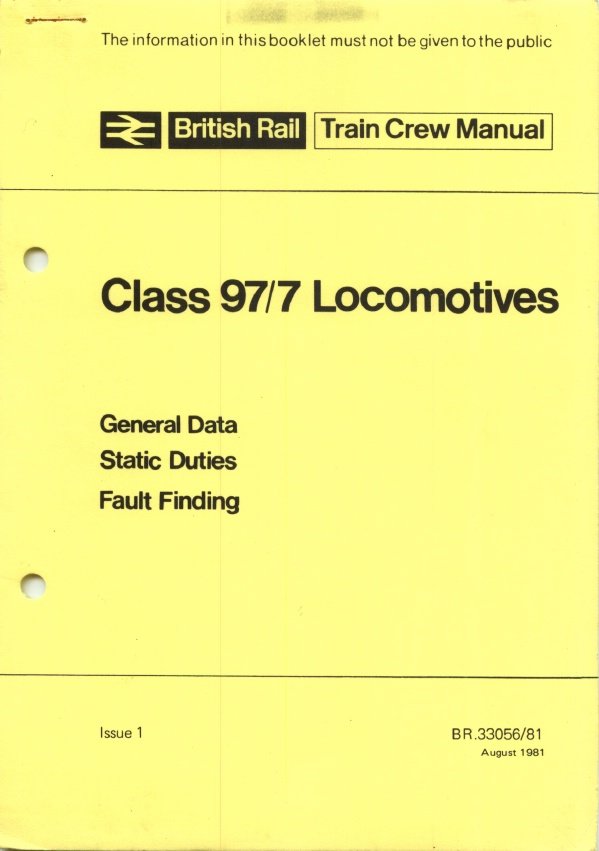 The information in this booklet must not be given to the public
British Rail Train Crew Manual
Class 97/7 Locomotives
General Data
Static Duties
Fault Finding
Issue 1 BR.33056/81
August 1981